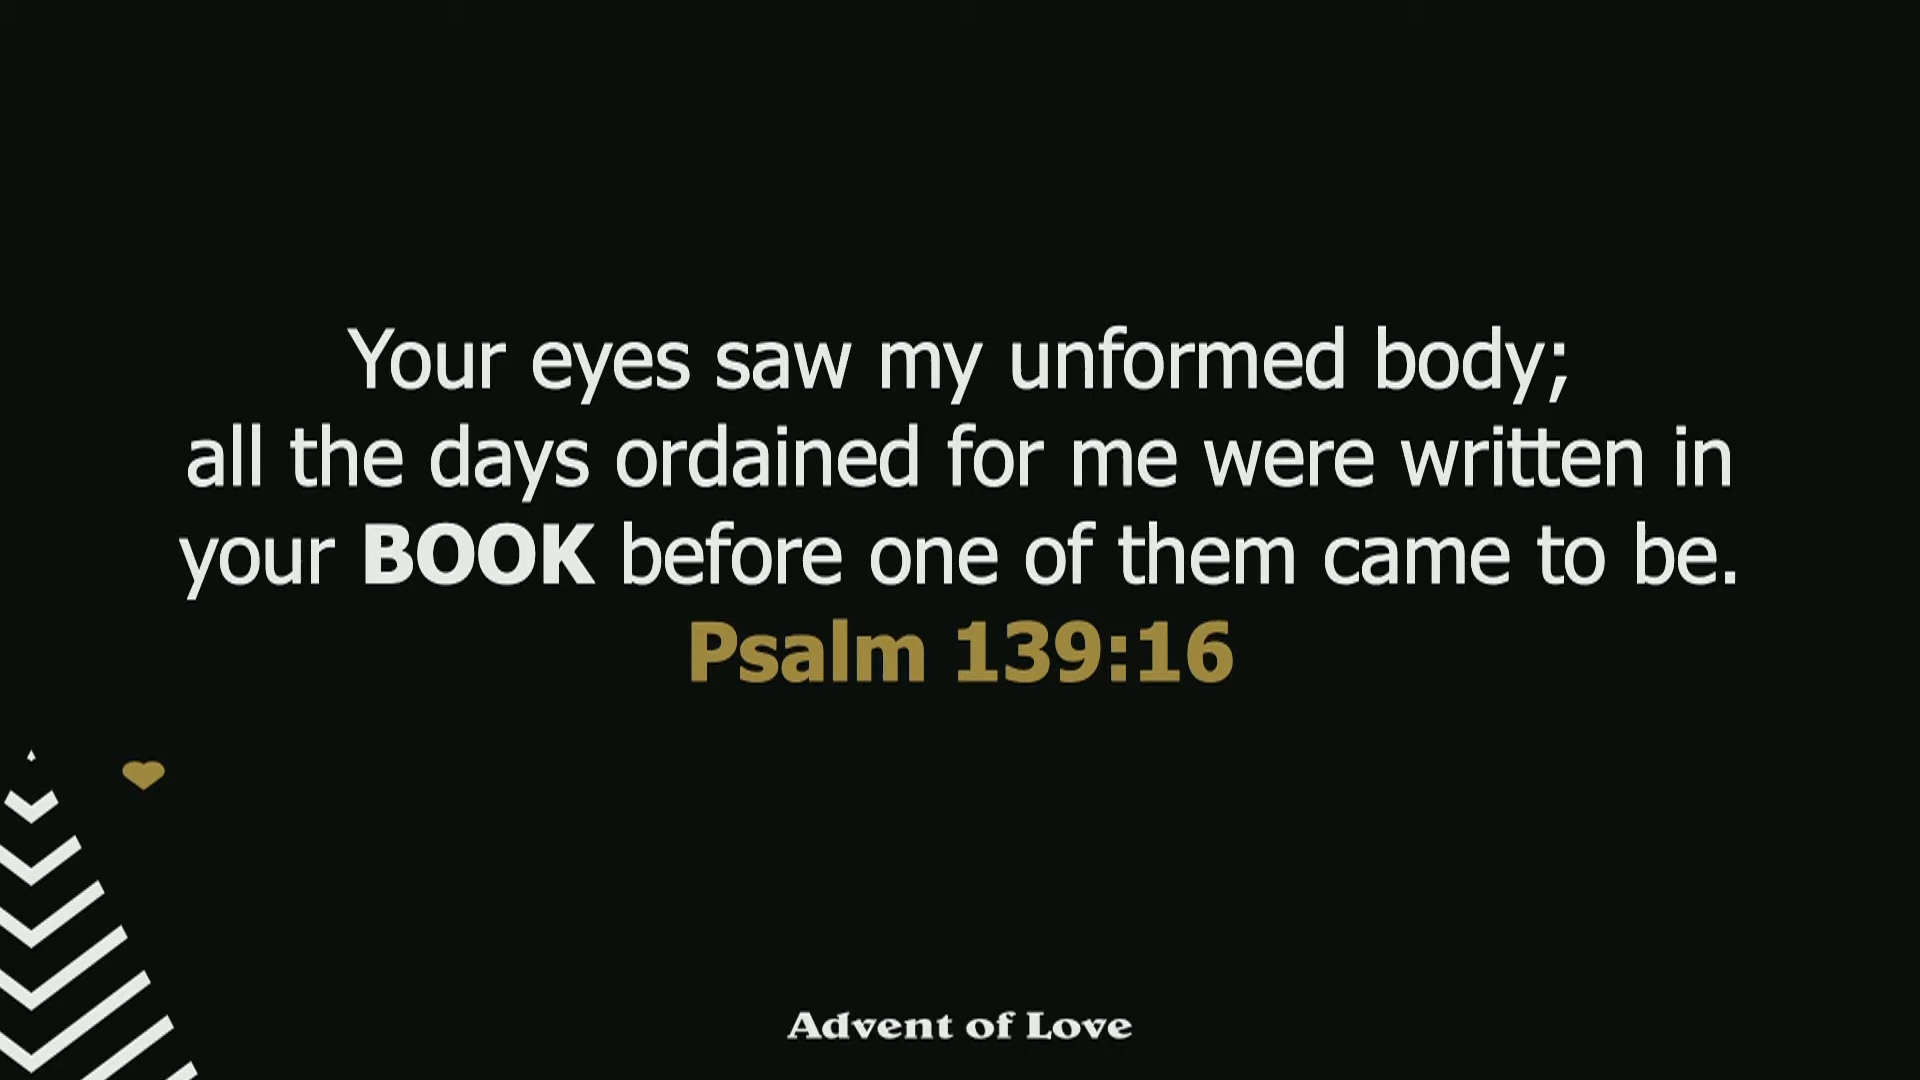 Your eyes saw my unformed body;
all the days ordained for me were written in
your BOOK before one of them came to be.
Psalm 139:16
Advent of Love